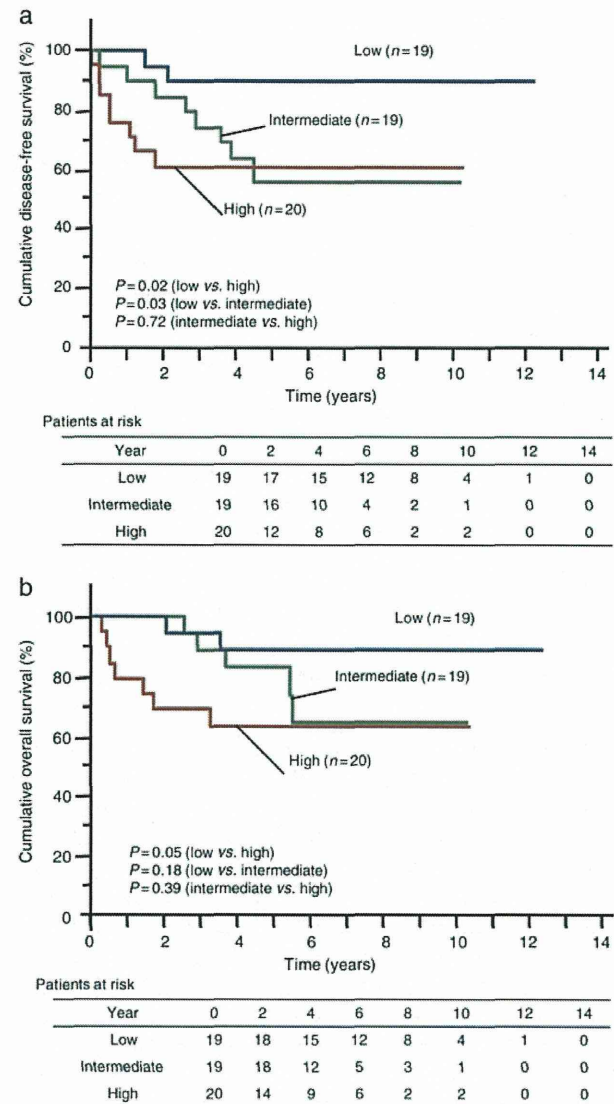 a
Cumulative disease-free survival (%)
100
80
60
40
20
0
Low (n=19)
Intermediate (n=19)
High (n=20)
P=0.02 (low vs. high)
P=0.03 (low vs. intermediate)
P=0.72 (intermediate vs. high)
0 2 4 6 8 10 12 14
Time (years)
Patients at risk
Year 0 2 4 6 8 10 12 14
Low 19 17 15 12 8 4 1 0
Intermediate 19 16 10 4 2 1 0 0
High 20 12 8 6 2 2 0 0
b
Cumulative overall survival (%)
100
80
60
40
20
0
Low (n=19)
Intermediate (n=19)
High (n=20)
P=0.05 (low vs. high)
P=0.18 (low vs. intermediate)
P=0.39 (intermediate vs. high)
0 2 4 6 8 10 12 14
Time (years)
Patients at risk
Year 0 2 4 6 8 10 12 14
Low 19 18 15 12 8 4 1 0
Intermediate 19 18 12 5 3 1 0 0
High 20 14 9 6 2 2 0 0